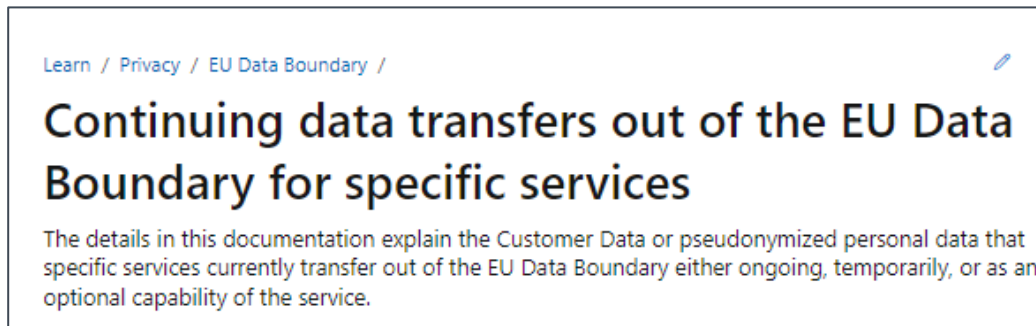 Learn / Privacy / EU Data Boundary /
Continuing data transfers out of the EU Data
Boundary for specific services
The details in this documentation explain the Customer Data or pseudonymized personal data that
specific services currently transfer out of the EU Data Boundary either ongoing, temporarily, or as an
optional capability of the service.